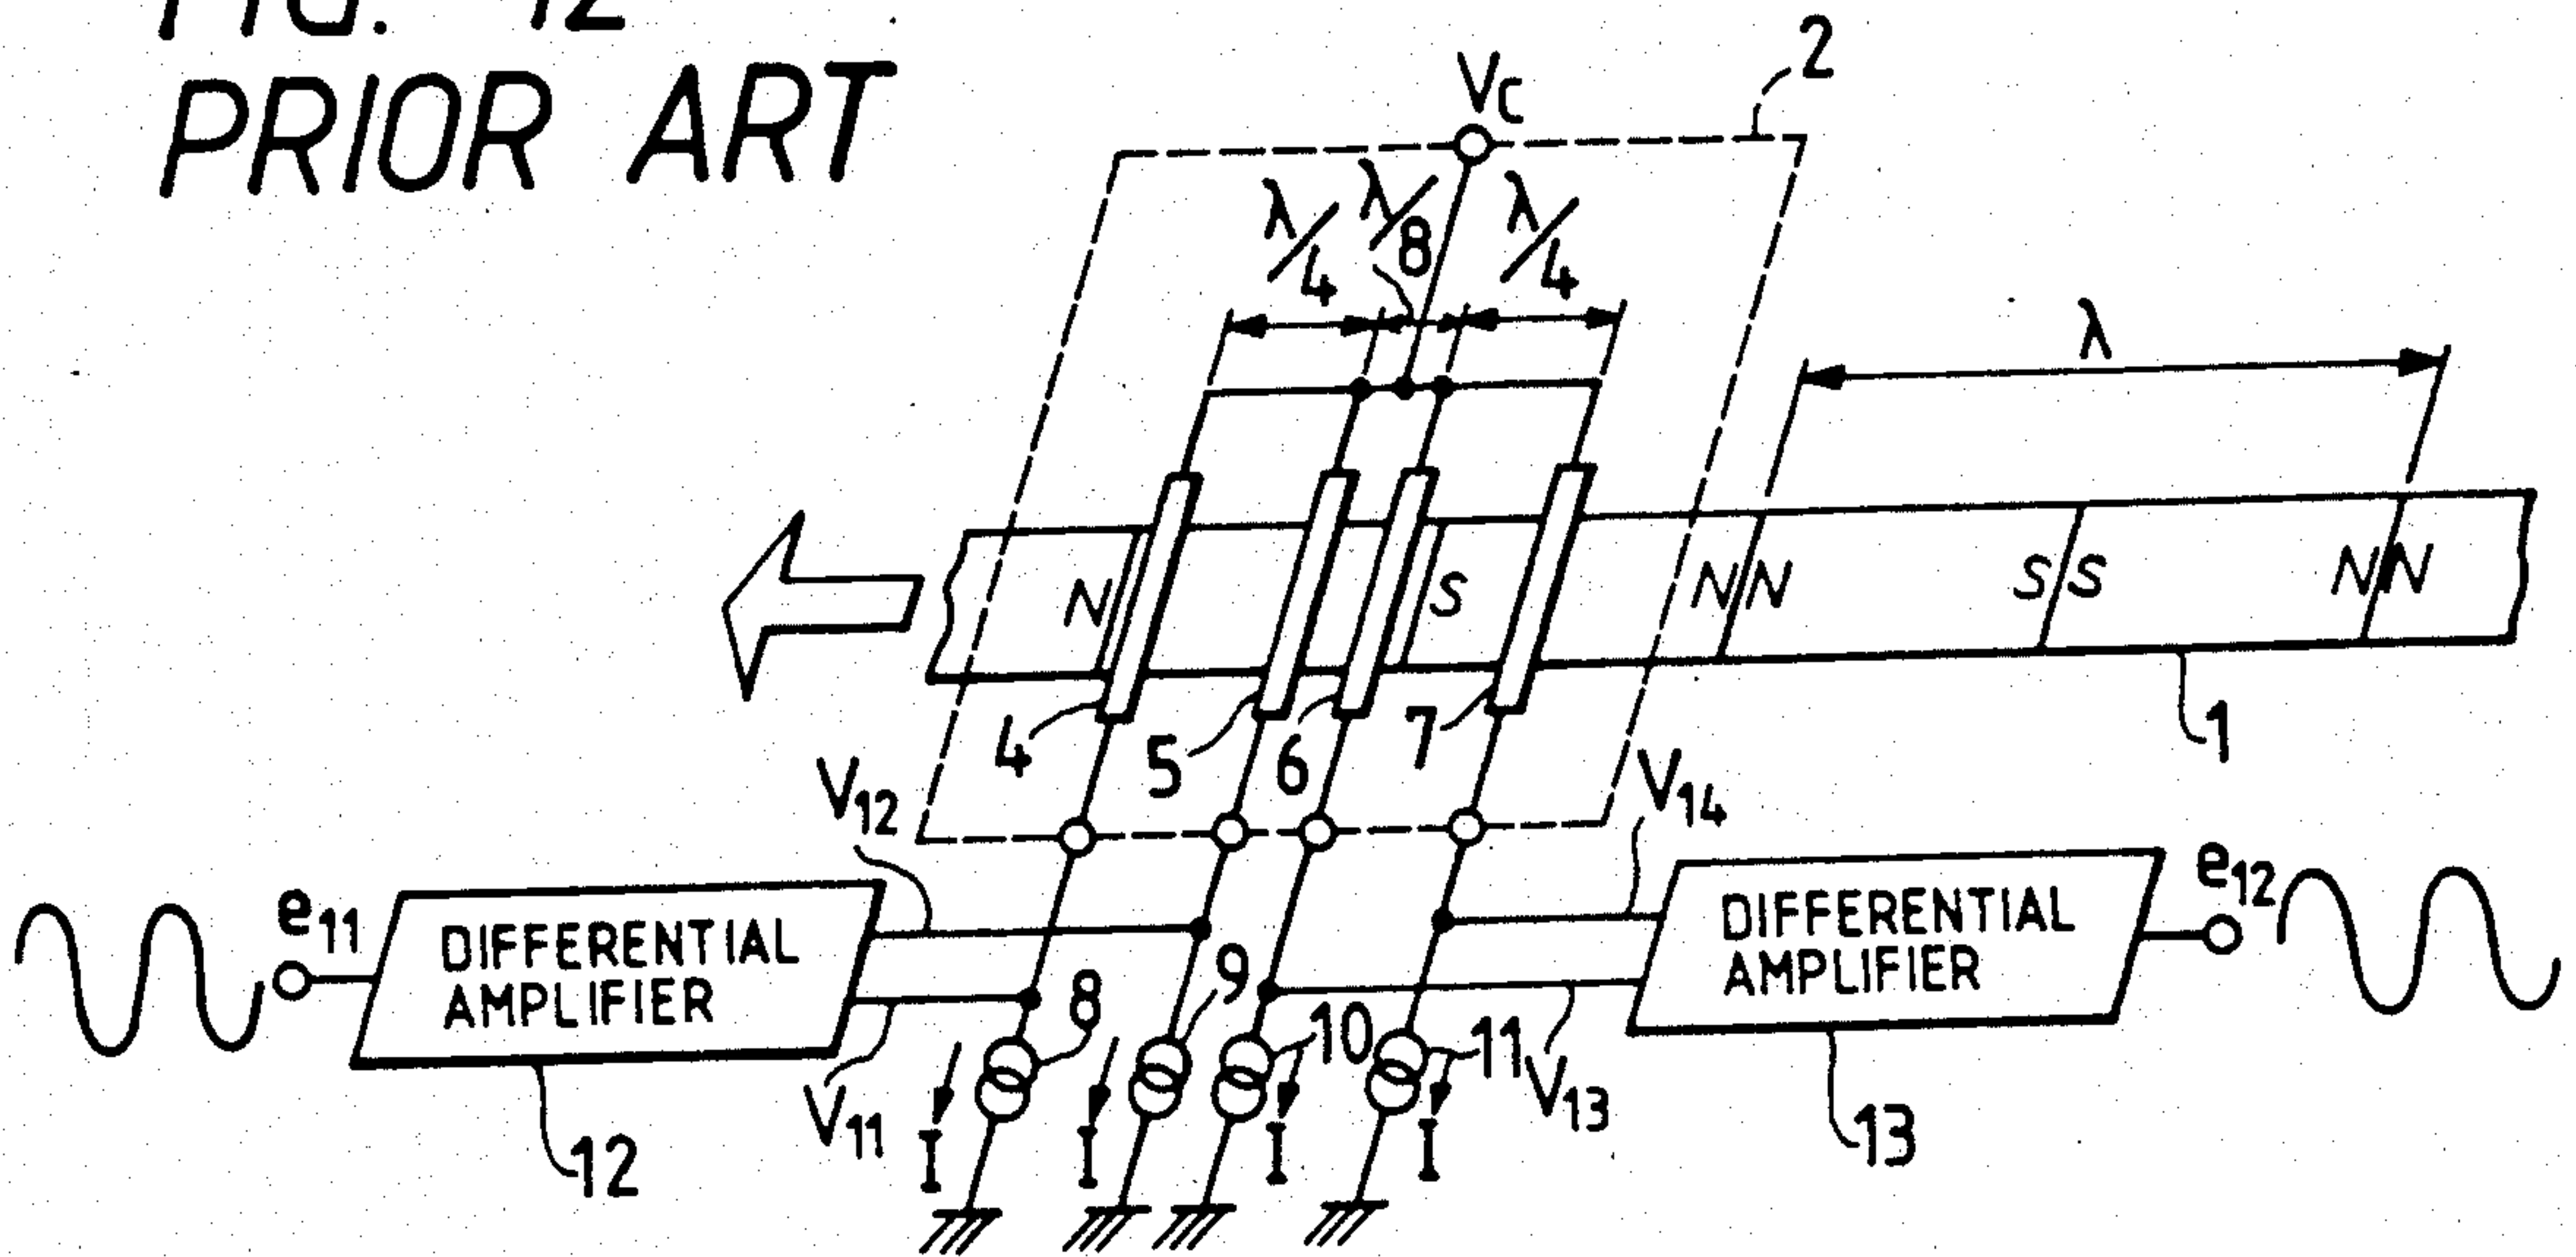 FIG. 12
PRIOR ART
2
Vc
λ/4 λ/8 λ/4
λ
N S N N S S N N
4 5 6 7 1
V12 V14
e11 DIFFERENTIAL AMPLIFIER
DIFFERENTIAL AMPLIFIER e12
8 9 10 11
V11 I I I I V13
12 13